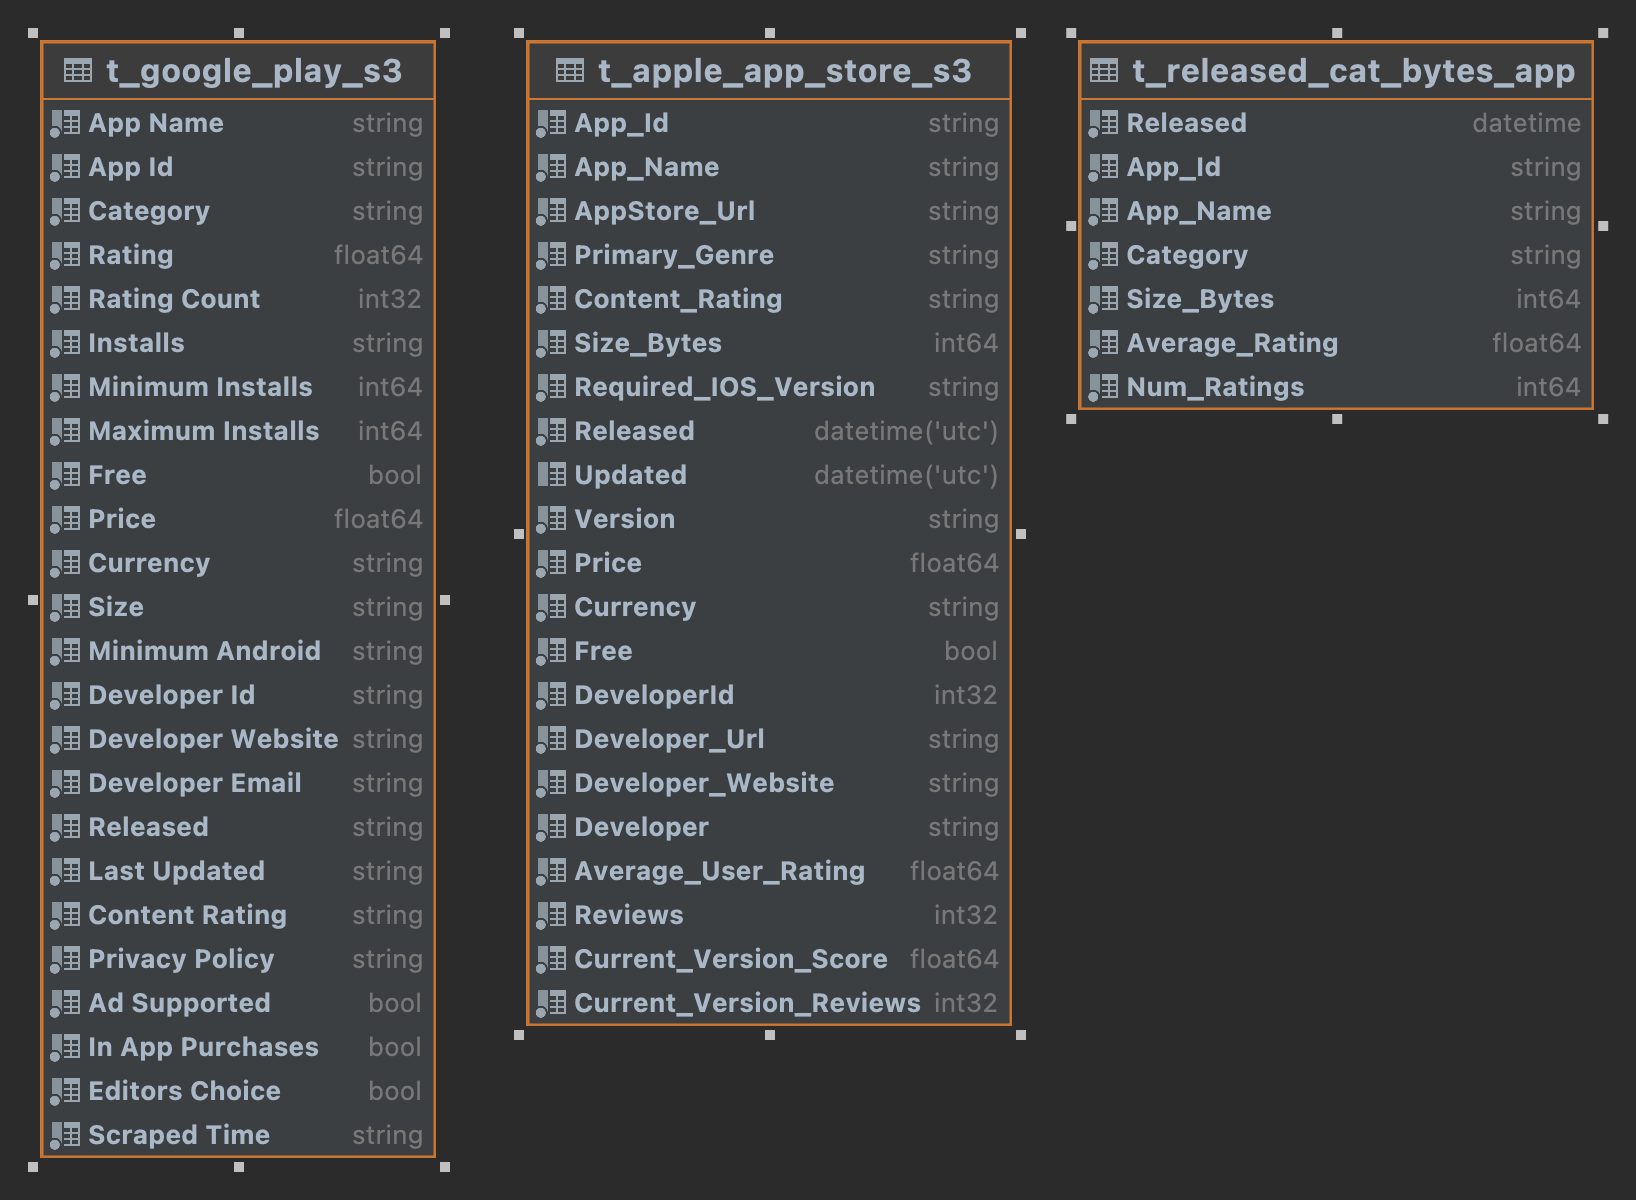 t_google_play_s3
App Name string
App Id string
Category string
Rating float64
Rating Count int32
Installs string
Minimum Installs int64
Maximum Installs int64
Free bool
Price float64
Currency string
Size string
Minimum Android string
Developer Id string
Developer Website string
Developer Email string
Released string
Last Updated string
Content Rating string
Privacy Policy string
Ad Supported bool
In App Purchases bool
Editors Choice bool
Scraped Time string
t_apple_app_store_s3
App_Id string
App_Name string
AppStore_Url string
Primary_Genre string
Content_Rating string
Size_Bytes int64
Required_IOS_Version string
Released datetime('utc')
Updated datetime('utc')
Version string
Price float64
Currency string
Free bool
DeveloperId int32
Developer_Url string
Developer_Website string
Developer string
Average_User_Rating float64
Reviews int32
Current_Version_Score float64
Current_Version_Reviews int32
t_released_cat_bytes_app
Released datetime
App_Id string
App_Name string
Category string
Size_Bytes int64
Average_Rating float64
Num_Ratings int64